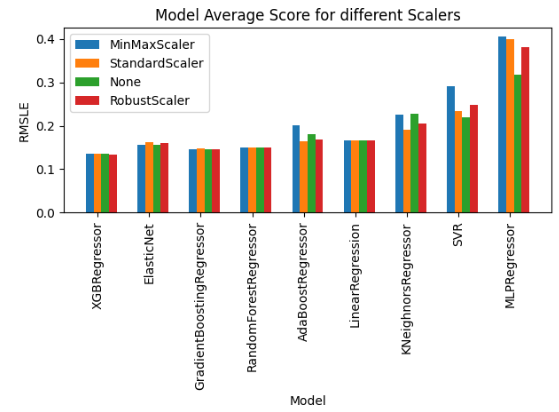 Model Average Score for different Scalers
MinMaxScaler
StandardScaler
None
RobustScaler
RMSLE
0.4
0.3
0.2
0.1
0.0
XGBRegressor
ElasticNet
GradientBoostingRegressor
RandomForestRegressor
AdaBoostRegressor
LinearRegression
KNeighnorsRegressor
SVR
MLPRegressor
Model